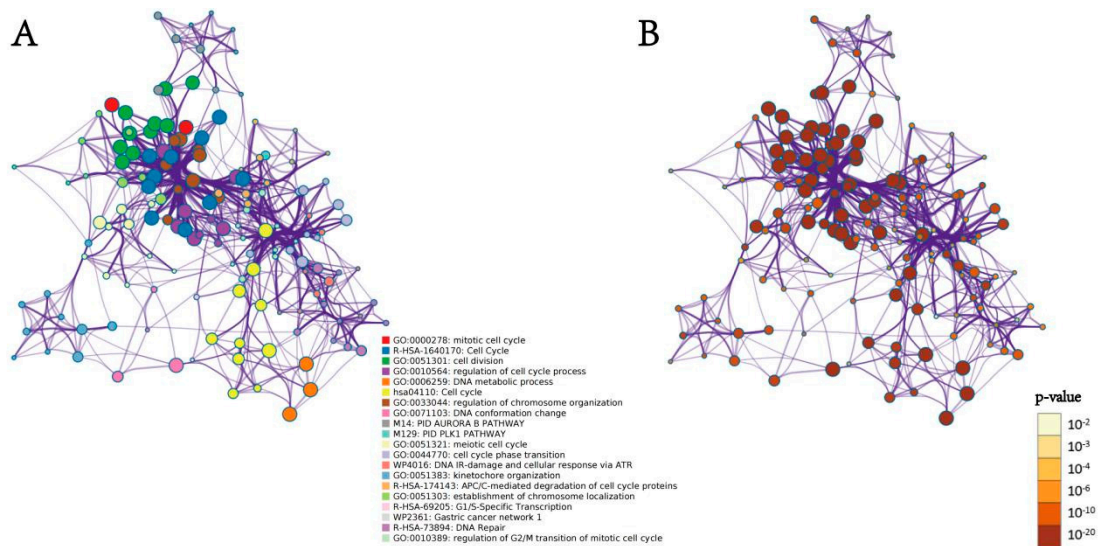 A
B
GO:0000278: mitotic cell cycle
R-HSA-1640170: Cell Cycle
GO:0051301: cell division
GO:0010564: regulation of cell cycle process
GO:0006259: DNA metabolic process
hsa04110: Cell cycle
GO:0033044: regulation of chromosome organization
GO:0071103: DNA conformation change
M14: PID AURORA B PATHWAY
M129: PID PLK1 PATHWAY
GO:0051321: meiotic cell cycle
GO:0044770: cell cycle phase transition
WP4016: DNA IR-damage and cellular response via ATR
GO:0051383: kinetochore organization
R-HSA-174143: APC/C-mediated degradation of cell cycle proteins
GO:0051303: establishment of chromosome localization
R-HSA-69205: G1/S-Specific Transcription
WP2361: Gastric cancer network 1
R-HSA-73894: DNA Repair
GO:0010389: regulation of G2/M transition of mitotic cell cycle
p-value
10⁻²
10⁻³
10⁻⁴
10⁻⁶
10⁻¹⁰
10⁻²⁰